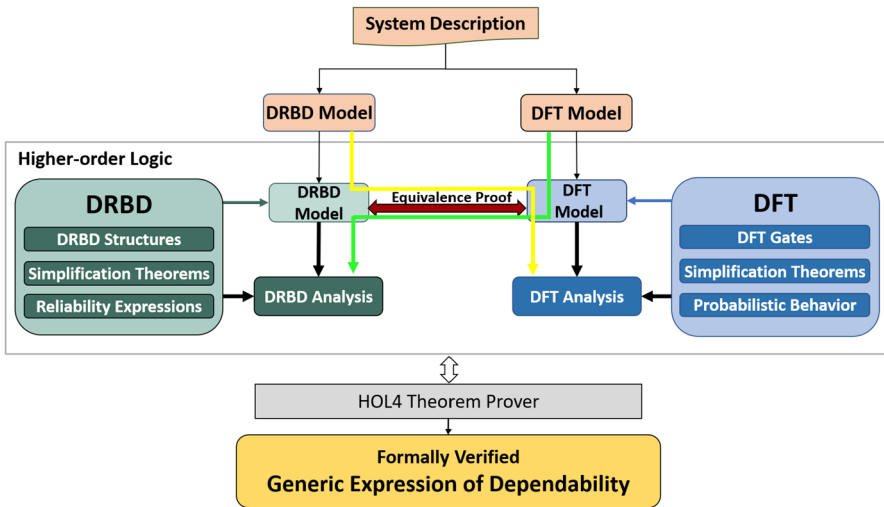 System Description
DRBD Model
DFT Model
Higher-order Logic
DRBD
DRBD Structures
Simplification Theorems
Reliability Expressions
DRBD
Model
Equivalence Proof
DFT
Model
DFT
DFT Gates
Simplification Theorems
Probabilistic Behavior
DRBD Analysis
DFT Analysis
HOL4 Theorem Prover
Formally Verified
Generic Expression of Dependability